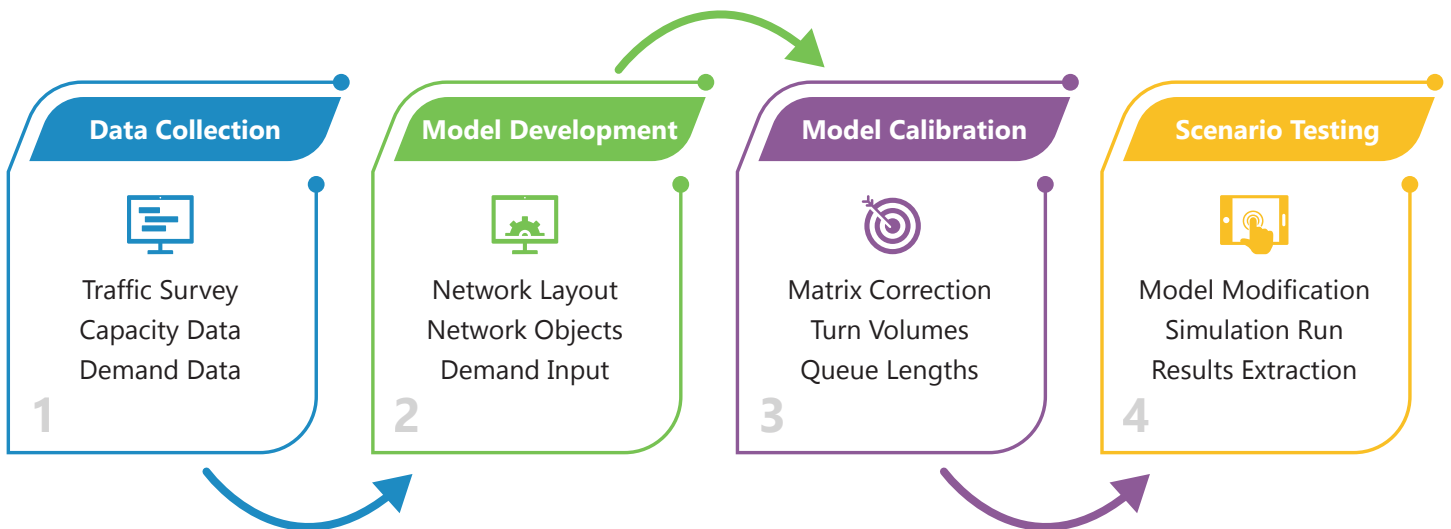 Data Collection
Traffic Survey
Capacity Data
Demand Data
1
Model Development
Network Layout
Network Objects
Demand Input
2
Model Calibration
Matrix Correction
Turn Volumes
Queue Lengths
3
Scenario Testing
Model Modification
Simulation Run
Results Extraction
4